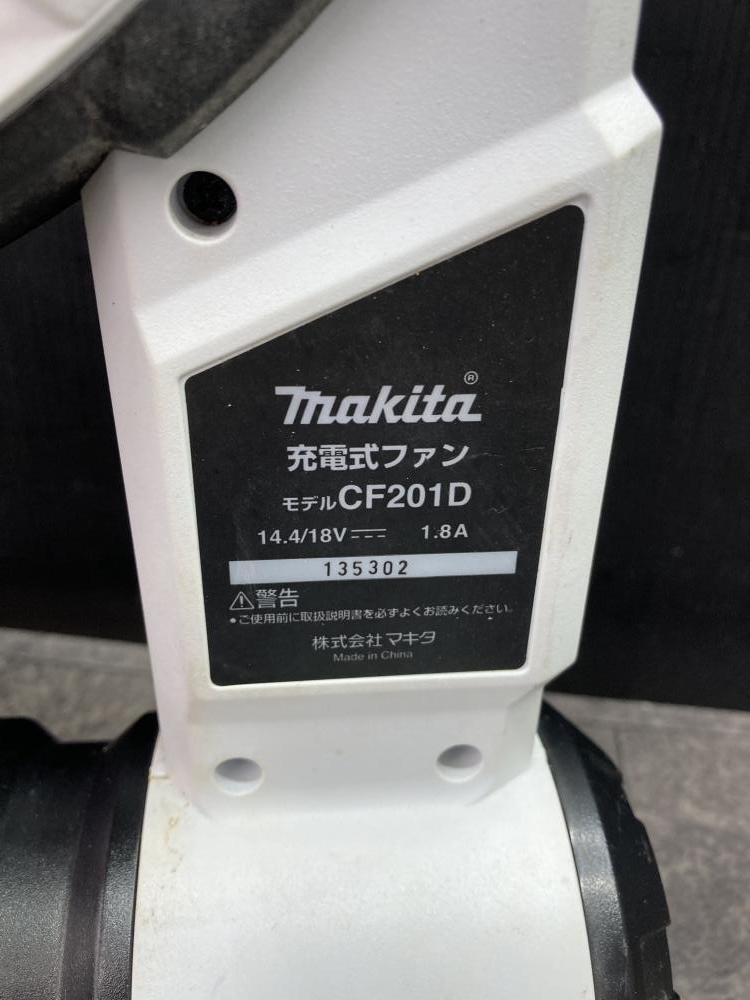 makita®
充電式ファン
モデルCF201D
14.4/18V⎓ 1.8A
135302
⚠警告
●ご使用前に取扱説明書を必ずよくお読みください。
株式会社マキタ
Made in China